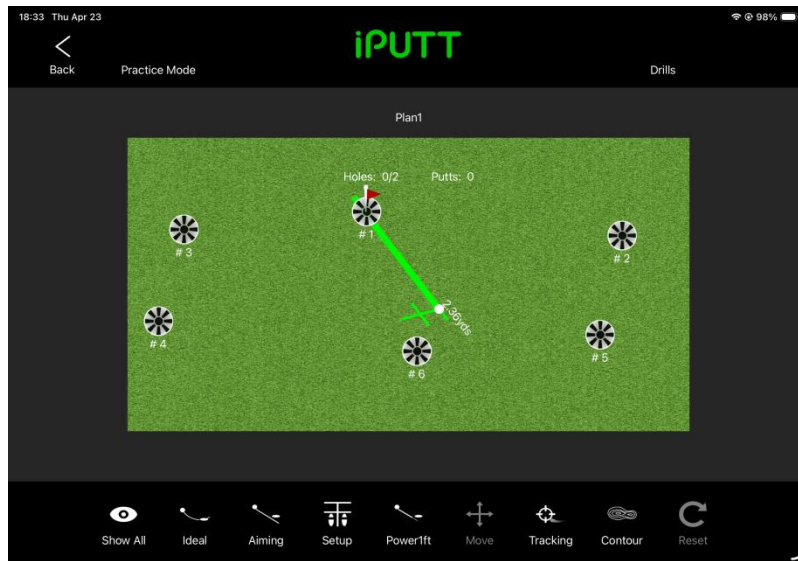 18:33 Thu Apr 23
98%
iPUTT
Back
Practice Mode
Drills
Plan1
Holes: 0/2 Putts: 0
# 1
# 3
# 2
2.36yds
# 4
# 5
# 6
Show All
Ideal
Aiming
Setup
Power1ft
Move
Tracking
Contour
Reset